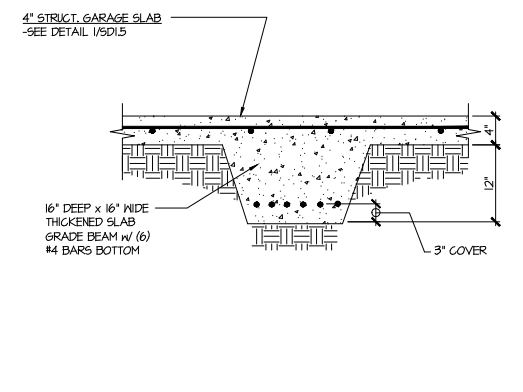 4" STRUCT. GARAGE SLAB
-SEE DETAIL 1/SD1.5
4"
12"
16" DEEP x 16" WIDE
THICKENED SLAB
GRADE BEAM w/ (6)
#4 BARS BOTTOM
3" COVER